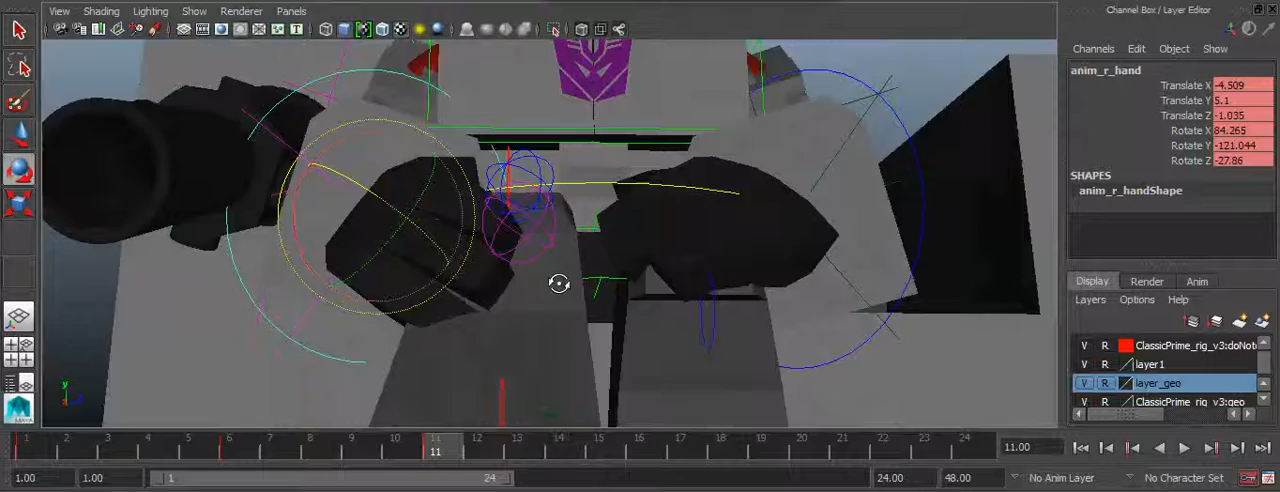 View Shading Lighting Show Renderer Panels
Channel Box / Layer Editor
Channels Edit Object Show
anim_r_hand
Translate X -4.509
Translate Y 5.1
Translate Z -1.035
Rotate X 84.265
Rotate Y -121.044
Rotate Z -27.86
SHAPES
anim_r_handShape
Display Render Anim
Layers Options Help
V R ClassicPrime_rig_v3:doNot
V R layer1
V R layer_geo
V R ClassicPrime_rig_v3:geo
T
y
MAYA
1 2 3 4 5 6 7 8 9 10 11 12 13 14 15 16 17 18 19 20 21 22 23 24
11
11.00
1.00 1.00 1 24 24.00 48.00 No Anim Layer No Character Set